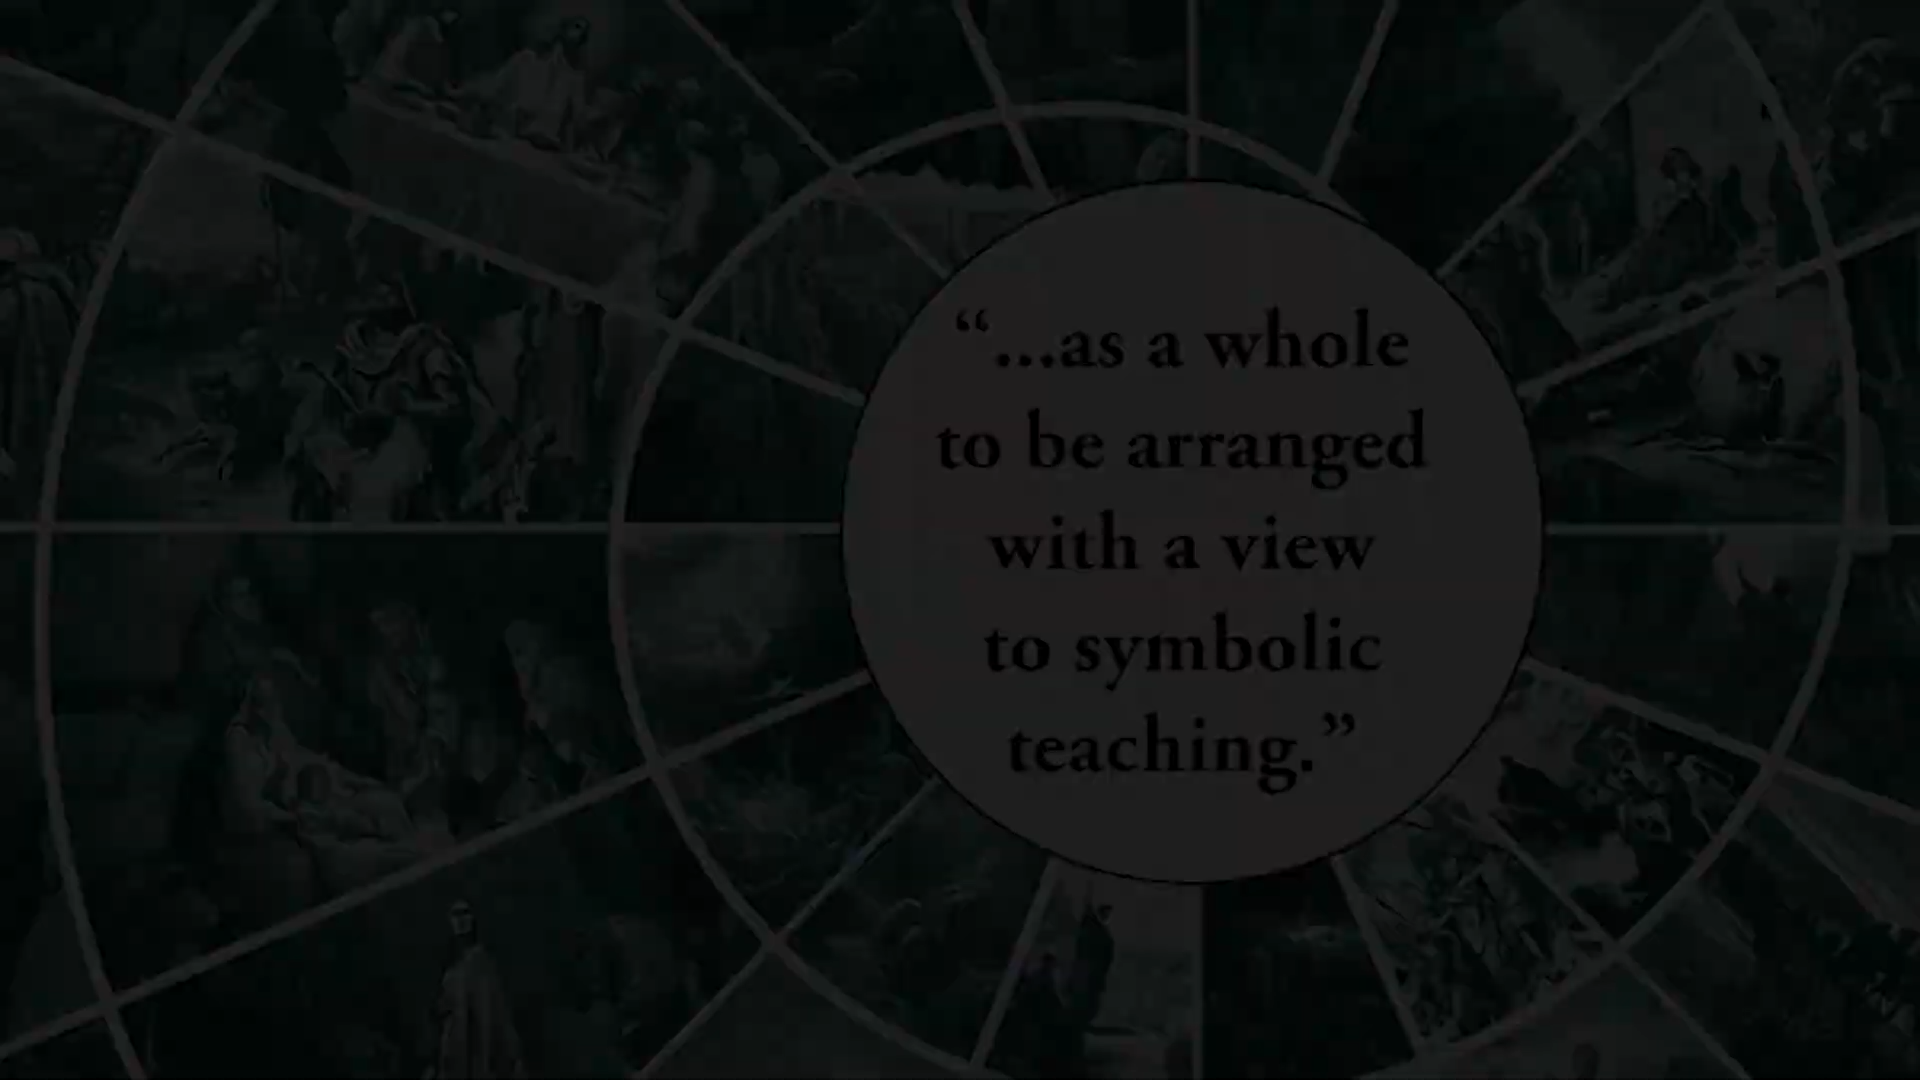 “...as a whole
to be arranged
with a view
to symbolic
teaching.”